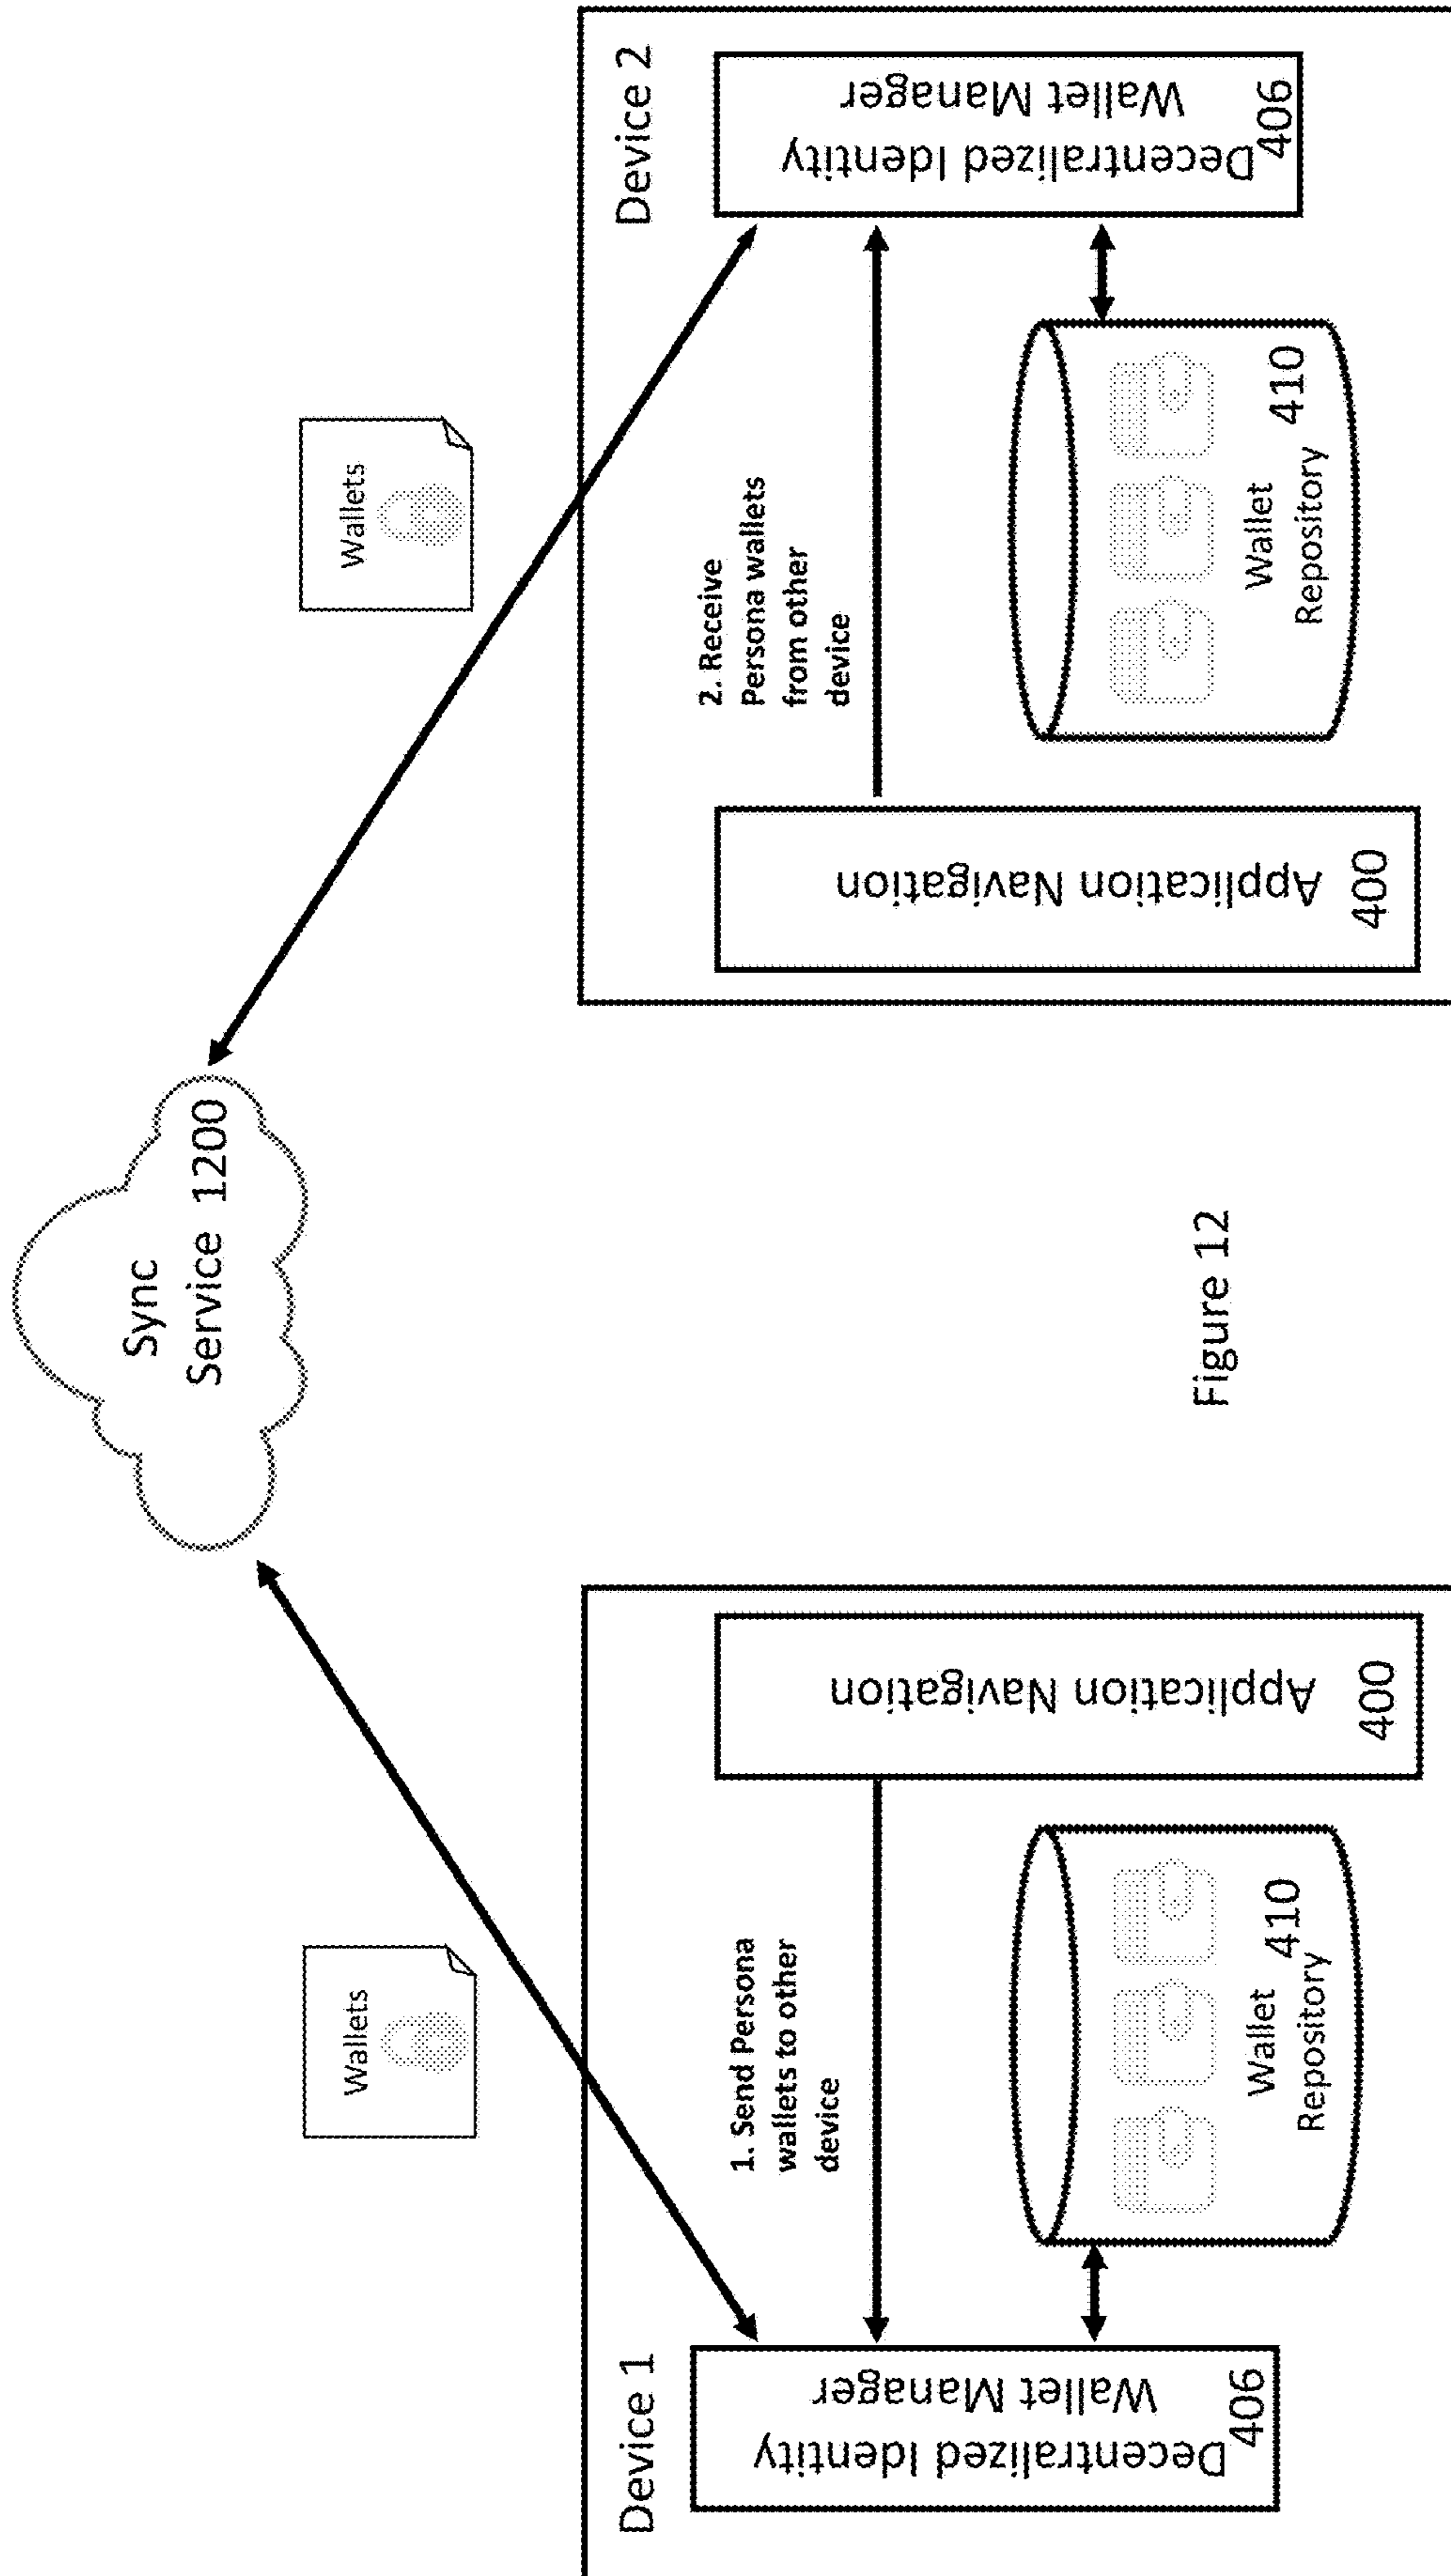 Sync
Service 1200
Wallets
Wallets
Device 1
Decentralized Identity
Wallet Manager
406
1. Send Persona
wallets to other
device
Wallet 410
Repository
Application Navigation
400
Device 2
Application Navigation
400
2. Receive
Persona wallets
from other
device
Wallet 410
Repository
Decentralized Identity
Wallet Manager
406
Figure 12